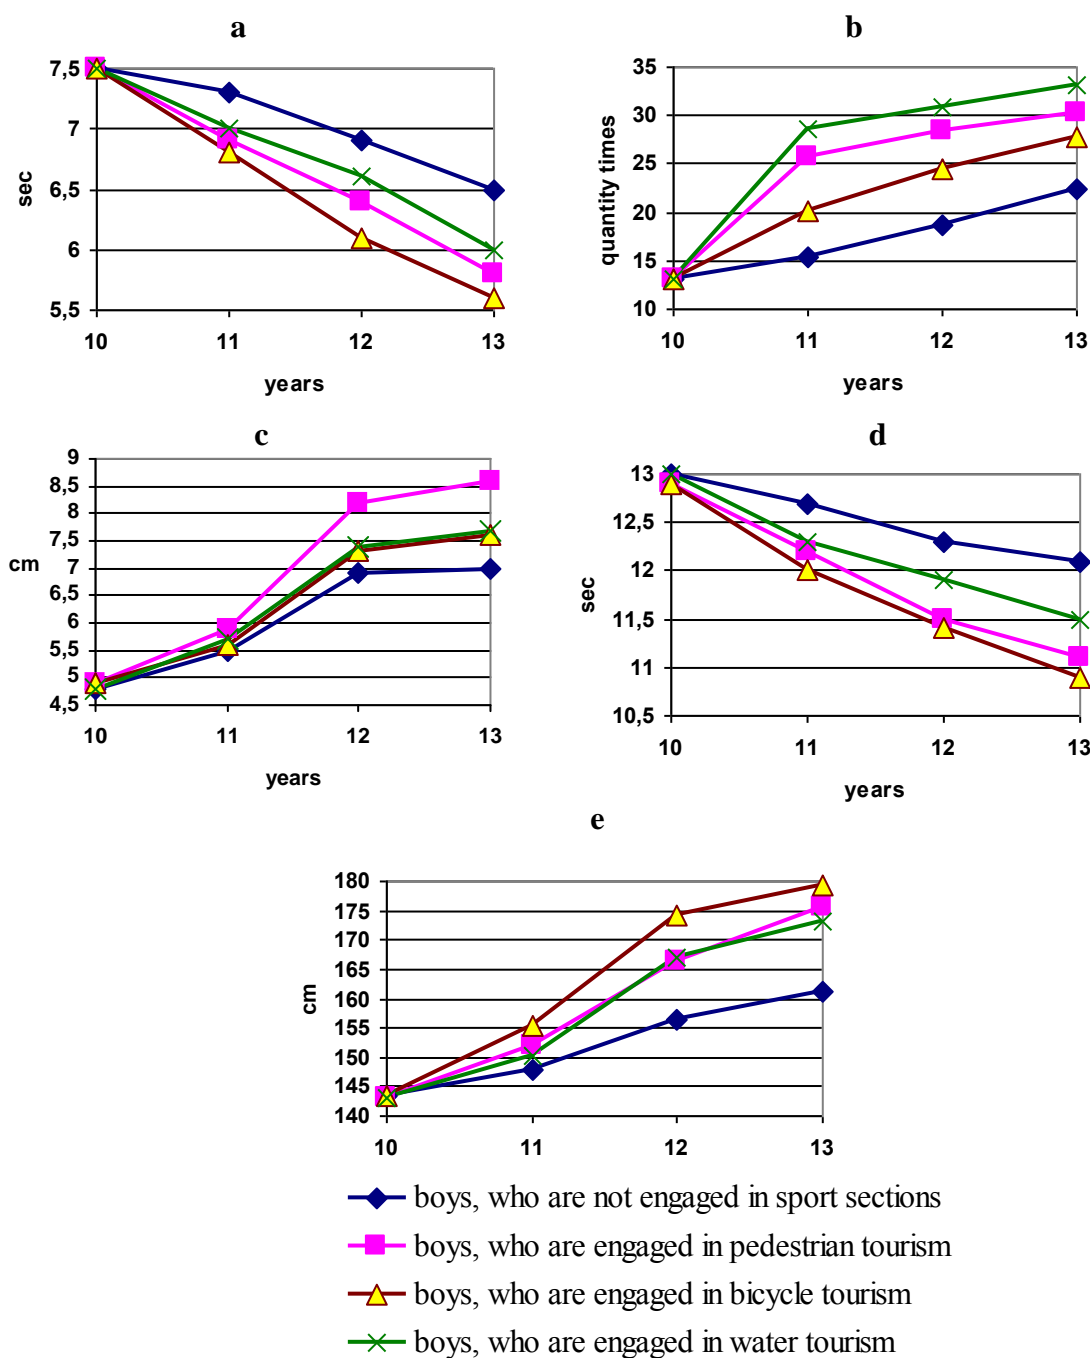 a
7,5
7
6,5
6
5,5
sec
10 11 12 13
years
b
35
30
25
20
15
10
quantity times
10 11 12 13
years
c
9
8,5
8
7,5
7
6,5
6
5,5
5
4,5
cm
10 11 12 13
years
d
13
12,5
12
11,5
11
10,5
sec
10 11 12 13
years
e
180
175
170
165
160
155
150
145
140
cm
10 11 12 13
boys, who are not engaged in sport sections
boys, who are engaged in pedestrian tourism
boys, who are engaged in bicycle tourism
boys, who are engaged in water tourism